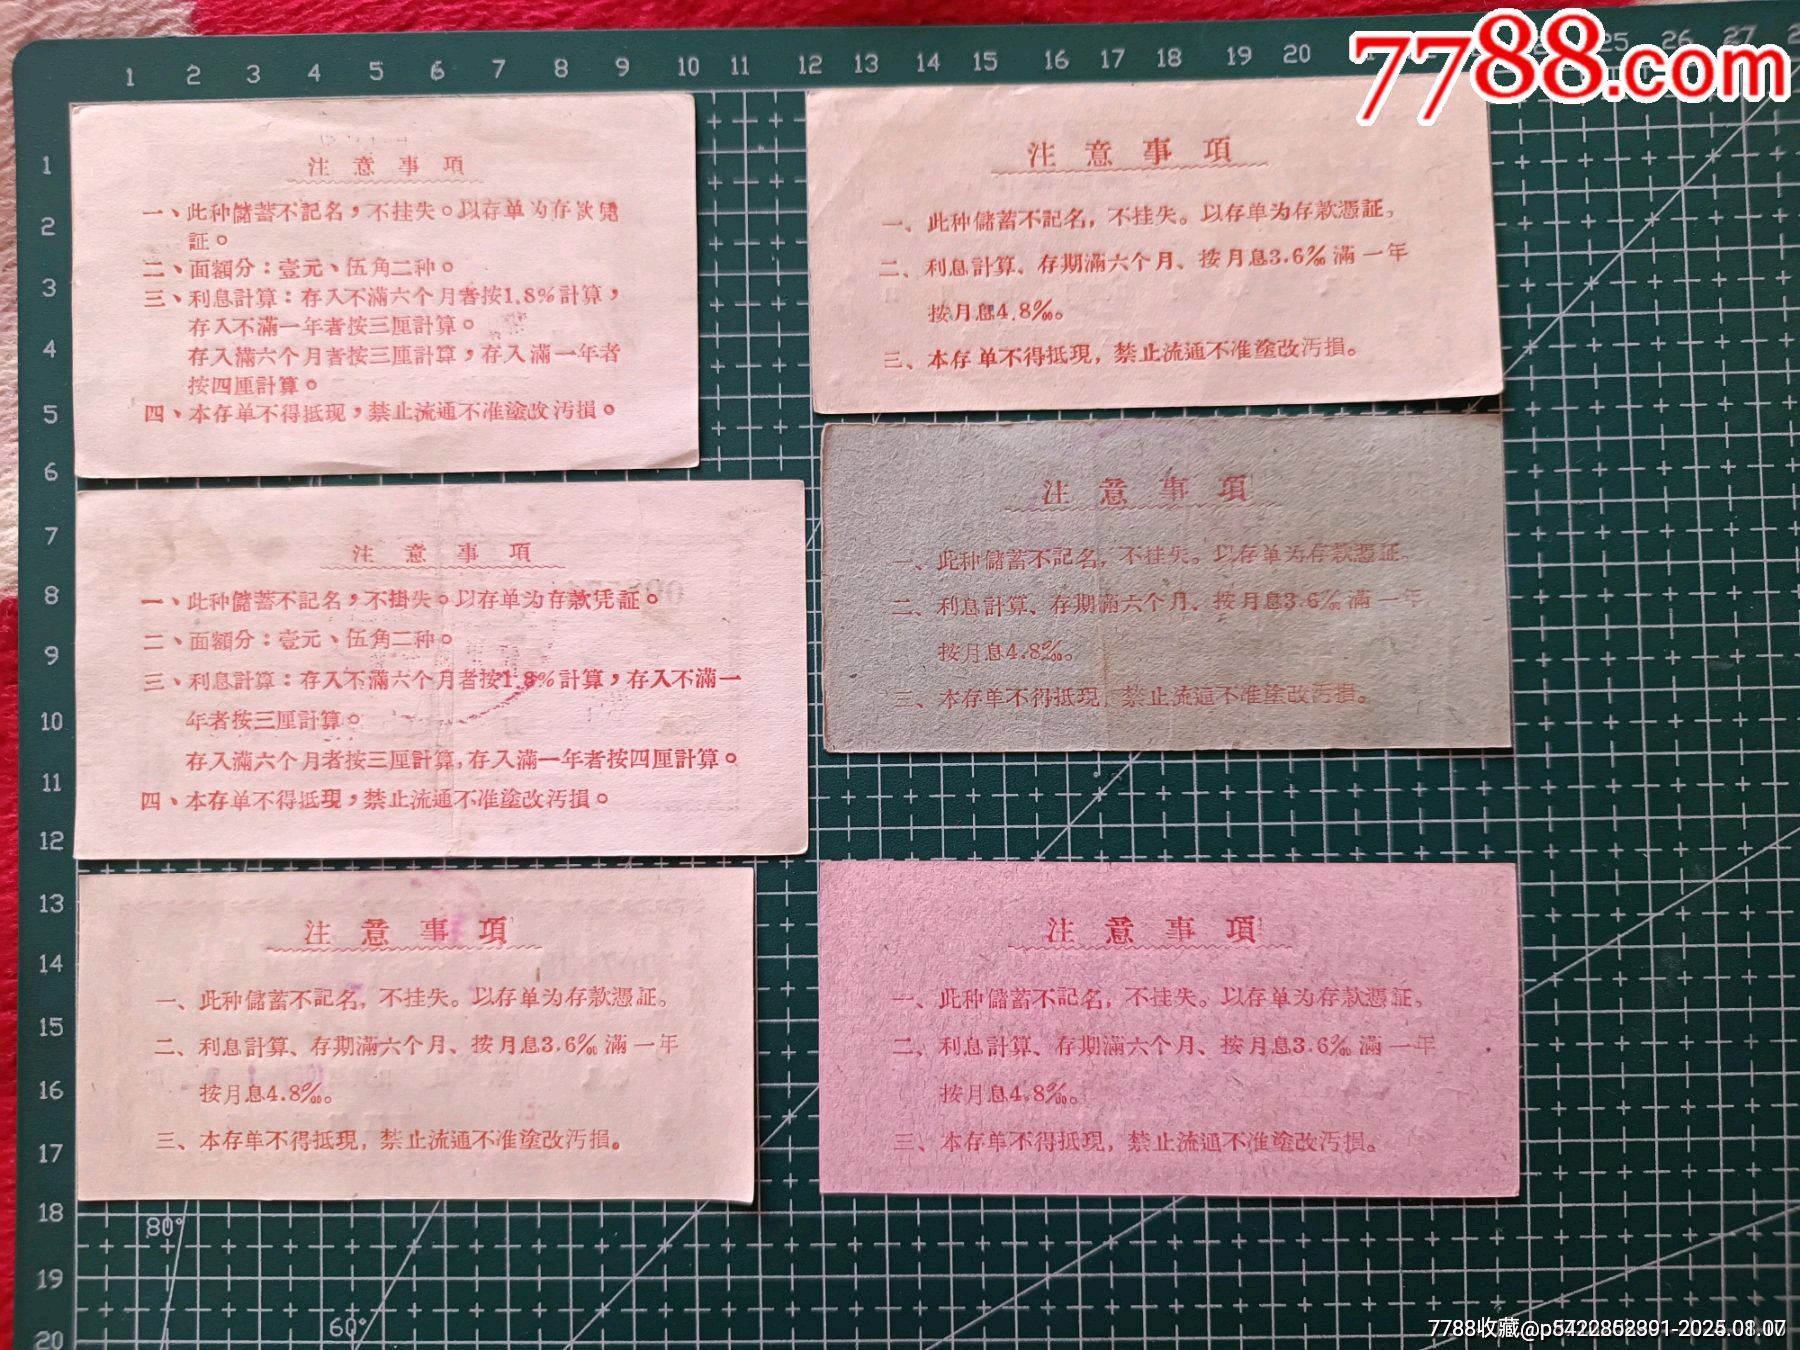 7788.com
1 2 3 4 5 6 7 8 9 10 11 12 13 14 15 16 17 18 19 20 25 26 27
1
2
3
4
5
6
7
8
9
10
11
12
13
14
15
16
17
18
19
20
注意事項
一、此种儲蓄不記名，不挂失。以存单为存欵凭
証。
二、面額分：壹元、伍角二种。
三、利息計算：存入不滿六个月者按1.8%計算，
存入不滿一年者按三厘計算。
存入滿六个月者按三厘計算，存入滿一年者
按四厘計算。
四、本存单不得抵现，禁止流通不准塗改汚損。
注意事項
一、此种儲蓄不記名，不掛失。以存单为存款凭証。
二、面額分：壹元、伍角二种。
三、利息計算：存入不滿六个月者按1.8%計算，存入不滿一
年者按三厘計算。
存入滿六个月者按三厘計算，存入滿一年者按四厘計算。
四、本存单不得抵現，禁止流通不准塗改汚損。
注意事項
一、此种儲蓄不記名，不挂失。以存单为存款憑証。
二、利息計算、存期滿六个月、按月息3.6‰滿一年
按月息4.8‰。
三、本存单不得抵現，禁止流通不准塗改汚損。
注意事項
一、此种儲蓄不記名，不挂失。以存单为存款憑証。
二、利息計算、存期滿六个月、按月息3.6‰滿一年
按月息4.8‰。
三、本存单不得抵現，禁止流通不准塗改汚損。
注意事項
一、此种儲蓄不記名，不挂失。以存单为存款憑証。
二、利息計算、存期滿六个月、按月息3.6‰滿一年
按月息4.8‰。
三、本存单不得抵現，禁止流通不准塗改汚損。
注意事項
一、此种儲蓄不記名，不挂失。以存单为存款憑証。
二、利息計算、存期滿六个月、按月息3.6‰滿一年
按月息4.8‰。
三、本存单不得抵現，禁止流通不准塗改汚損。
80°
60°
7788收藏